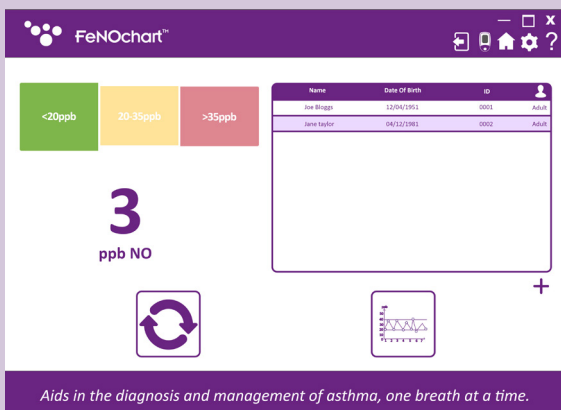 FeNOchart™
<20ppb 20-35ppb >35ppb
3
ppb NO
Name Date Of Birth ID
Joe Bloggs 12/04/1951 0001 Adult
Jane taylor 04/12/1981 0002 Adult
Aids in the diagnosis and management of asthma, one breath at a time.